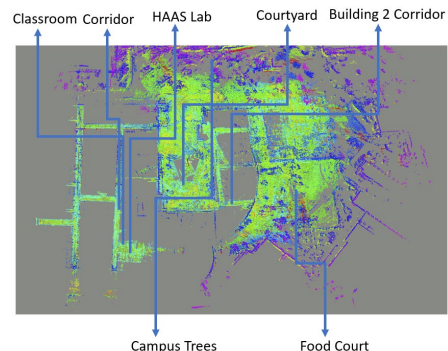 Classroom
Corridor
HAAS Lab
Courtyard
Building 2 Corridor
Campus Trees
Food Court